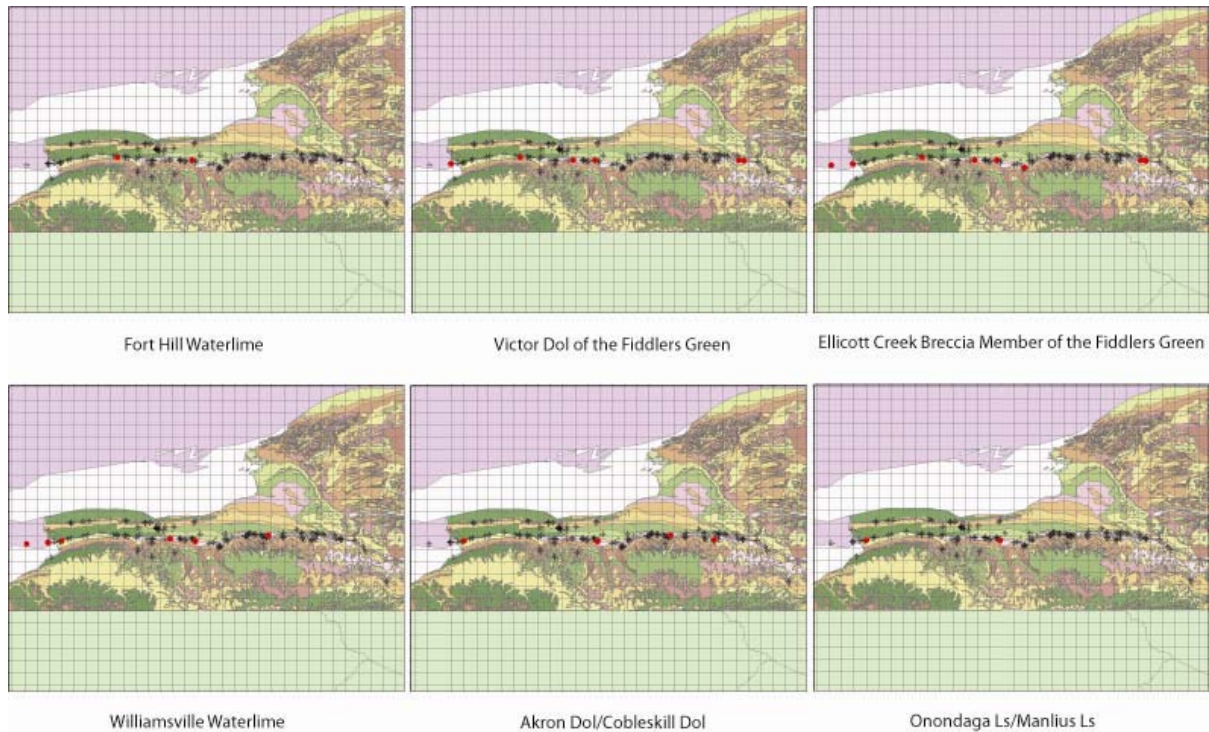 Fort Hill Waterlime
Victor Dol of the Fiddlers Green
Ellicott Creek Breccia Member of the Fiddlers Green
Williamsville Waterlime
Akron Dol/Cobleskill Dol
Onondaga Ls/Manlius Ls